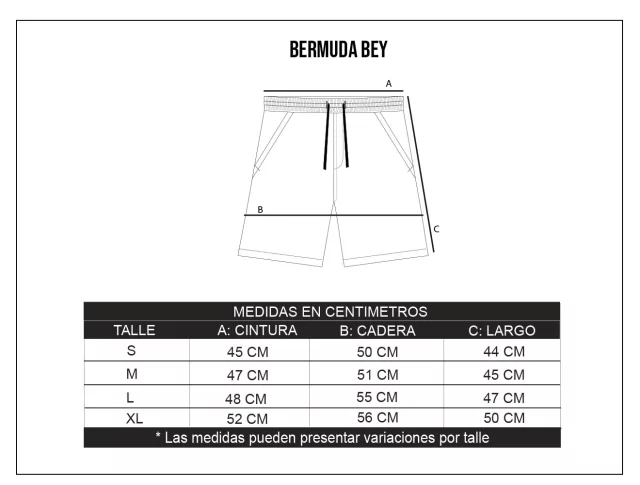 BERMUDA BEY
A
B
C
MEDIDAS EN CENTIMETROS
TALLE A: CINTURA B: CADERA C: LARGO
S 45 CM 50 CM 44 CM
M 47 CM 51 CM 45 CM
L 48 CM 55 CM 47 CM
XL 52 CM 56 CM 50 CM
* Las medidas pueden presentar variaciones por talle